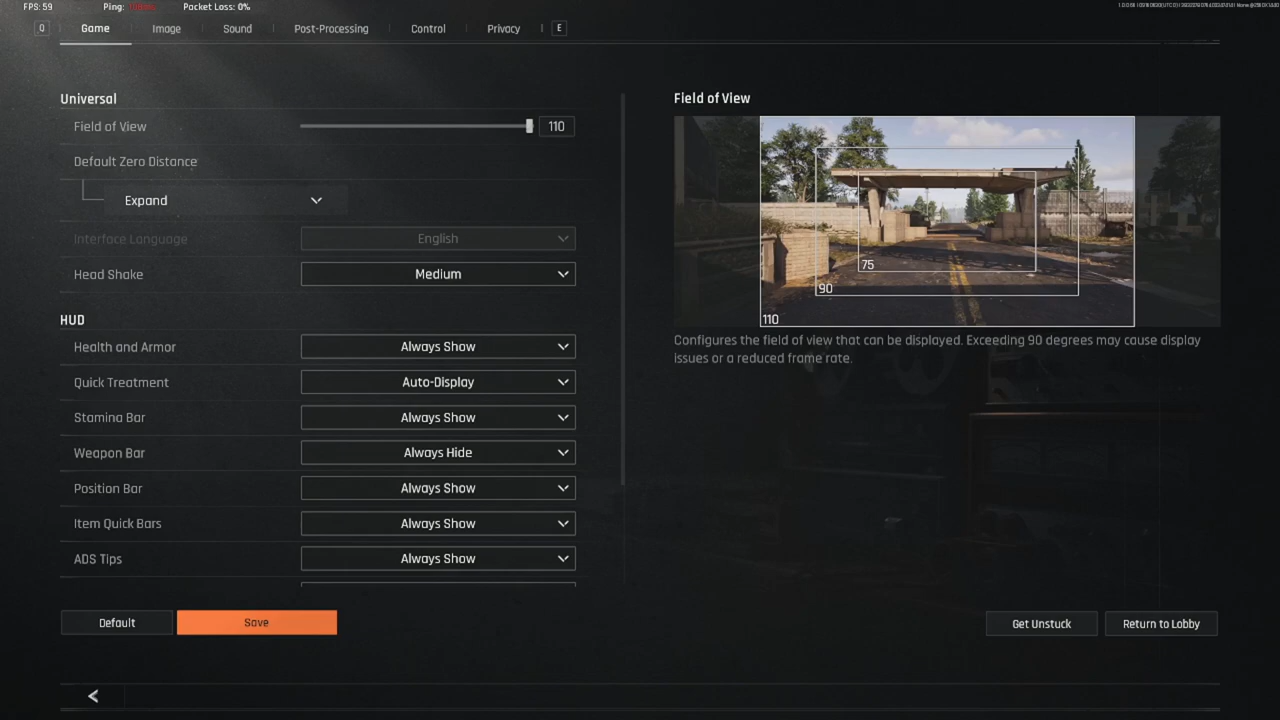 FPS: 59 Ping: Packet Loss: 0%
Q Game Image Sound Post-Processing Control Privacy E
Universal
Field of View 110
Default Zero Distance
Expand
Interface Language English
Head Shake Medium
HUD
Health and Armor Always Show
Quick Treatment Auto-Display
Stamina Bar Always Show
Weapon Bar Always Hide
Position Bar Always Show
Item Quick Bars Always Show
ADS Tips Always Show
Default Save
Field of View
75
90
110
Configures the field of view that can be displayed. Exceeding 90 degrees may cause display
issues or a reduced frame rate.
Get Unstuck Return to Lobby